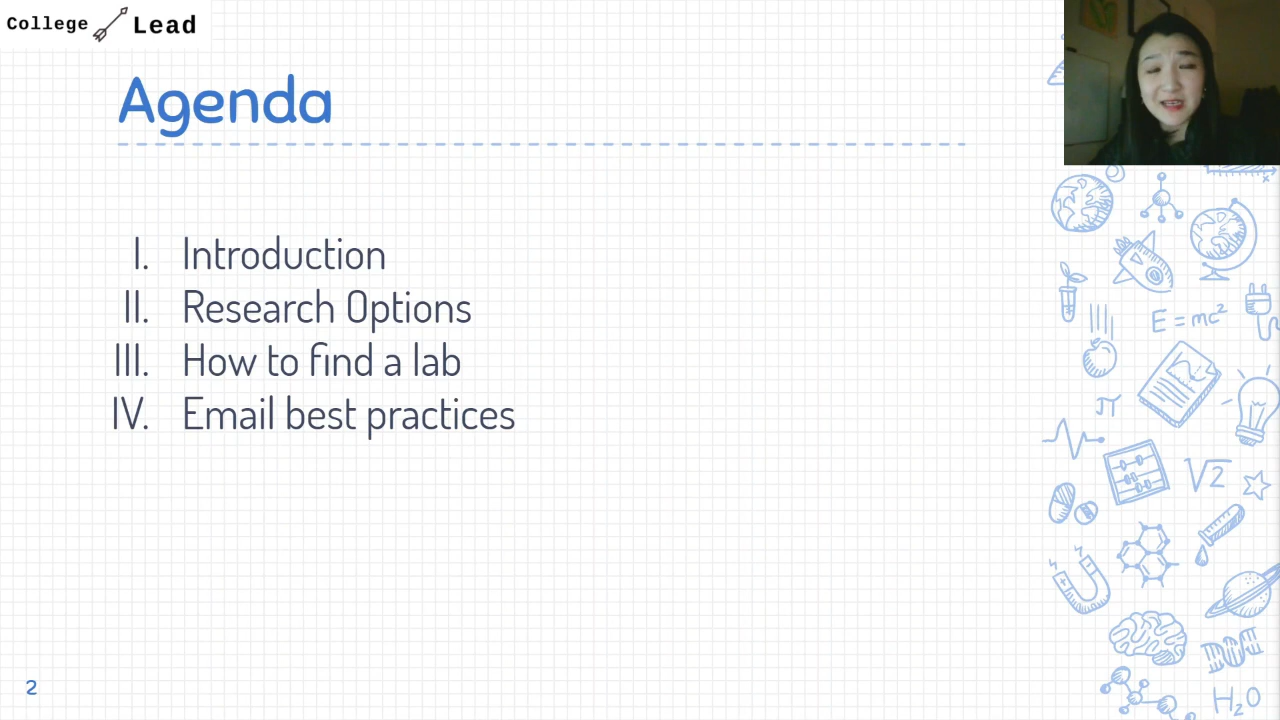 College Lead
Agenda
I. Introduction
II. Research Options
III. How to find a lab
IV. Email best practices
E = mc²
π
√2
H₂O
2